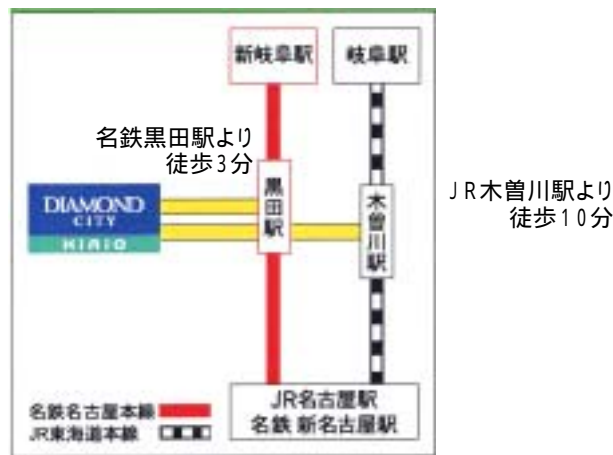 新岐阜駅
岐阜駅
名鉄黒田駅より
徒歩3分
DIAMOND
CITY
KIRIO
黒田駅
木曽川駅
JR木曽川駅より
徒歩10分
JR名古屋駅
名鉄 新名古屋駅
名鉄名古屋本線
JR東海道本線